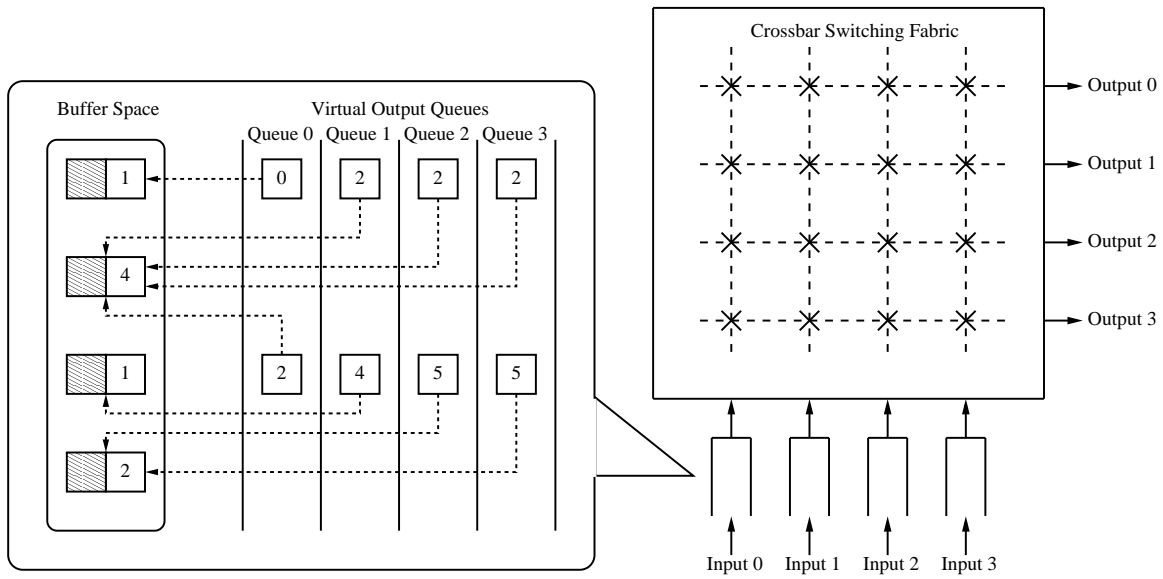 Crossbar Switching Fabric
Output 0
Output 1
Output 2
Output 3
Buffer Space
Virtual Output Queues
Queue 0 Queue 1 Queue 2 Queue 3
1 0 2 2 2
4
1 2 4 5 5
2
Input 0 Input 1 Input 2 Input 3